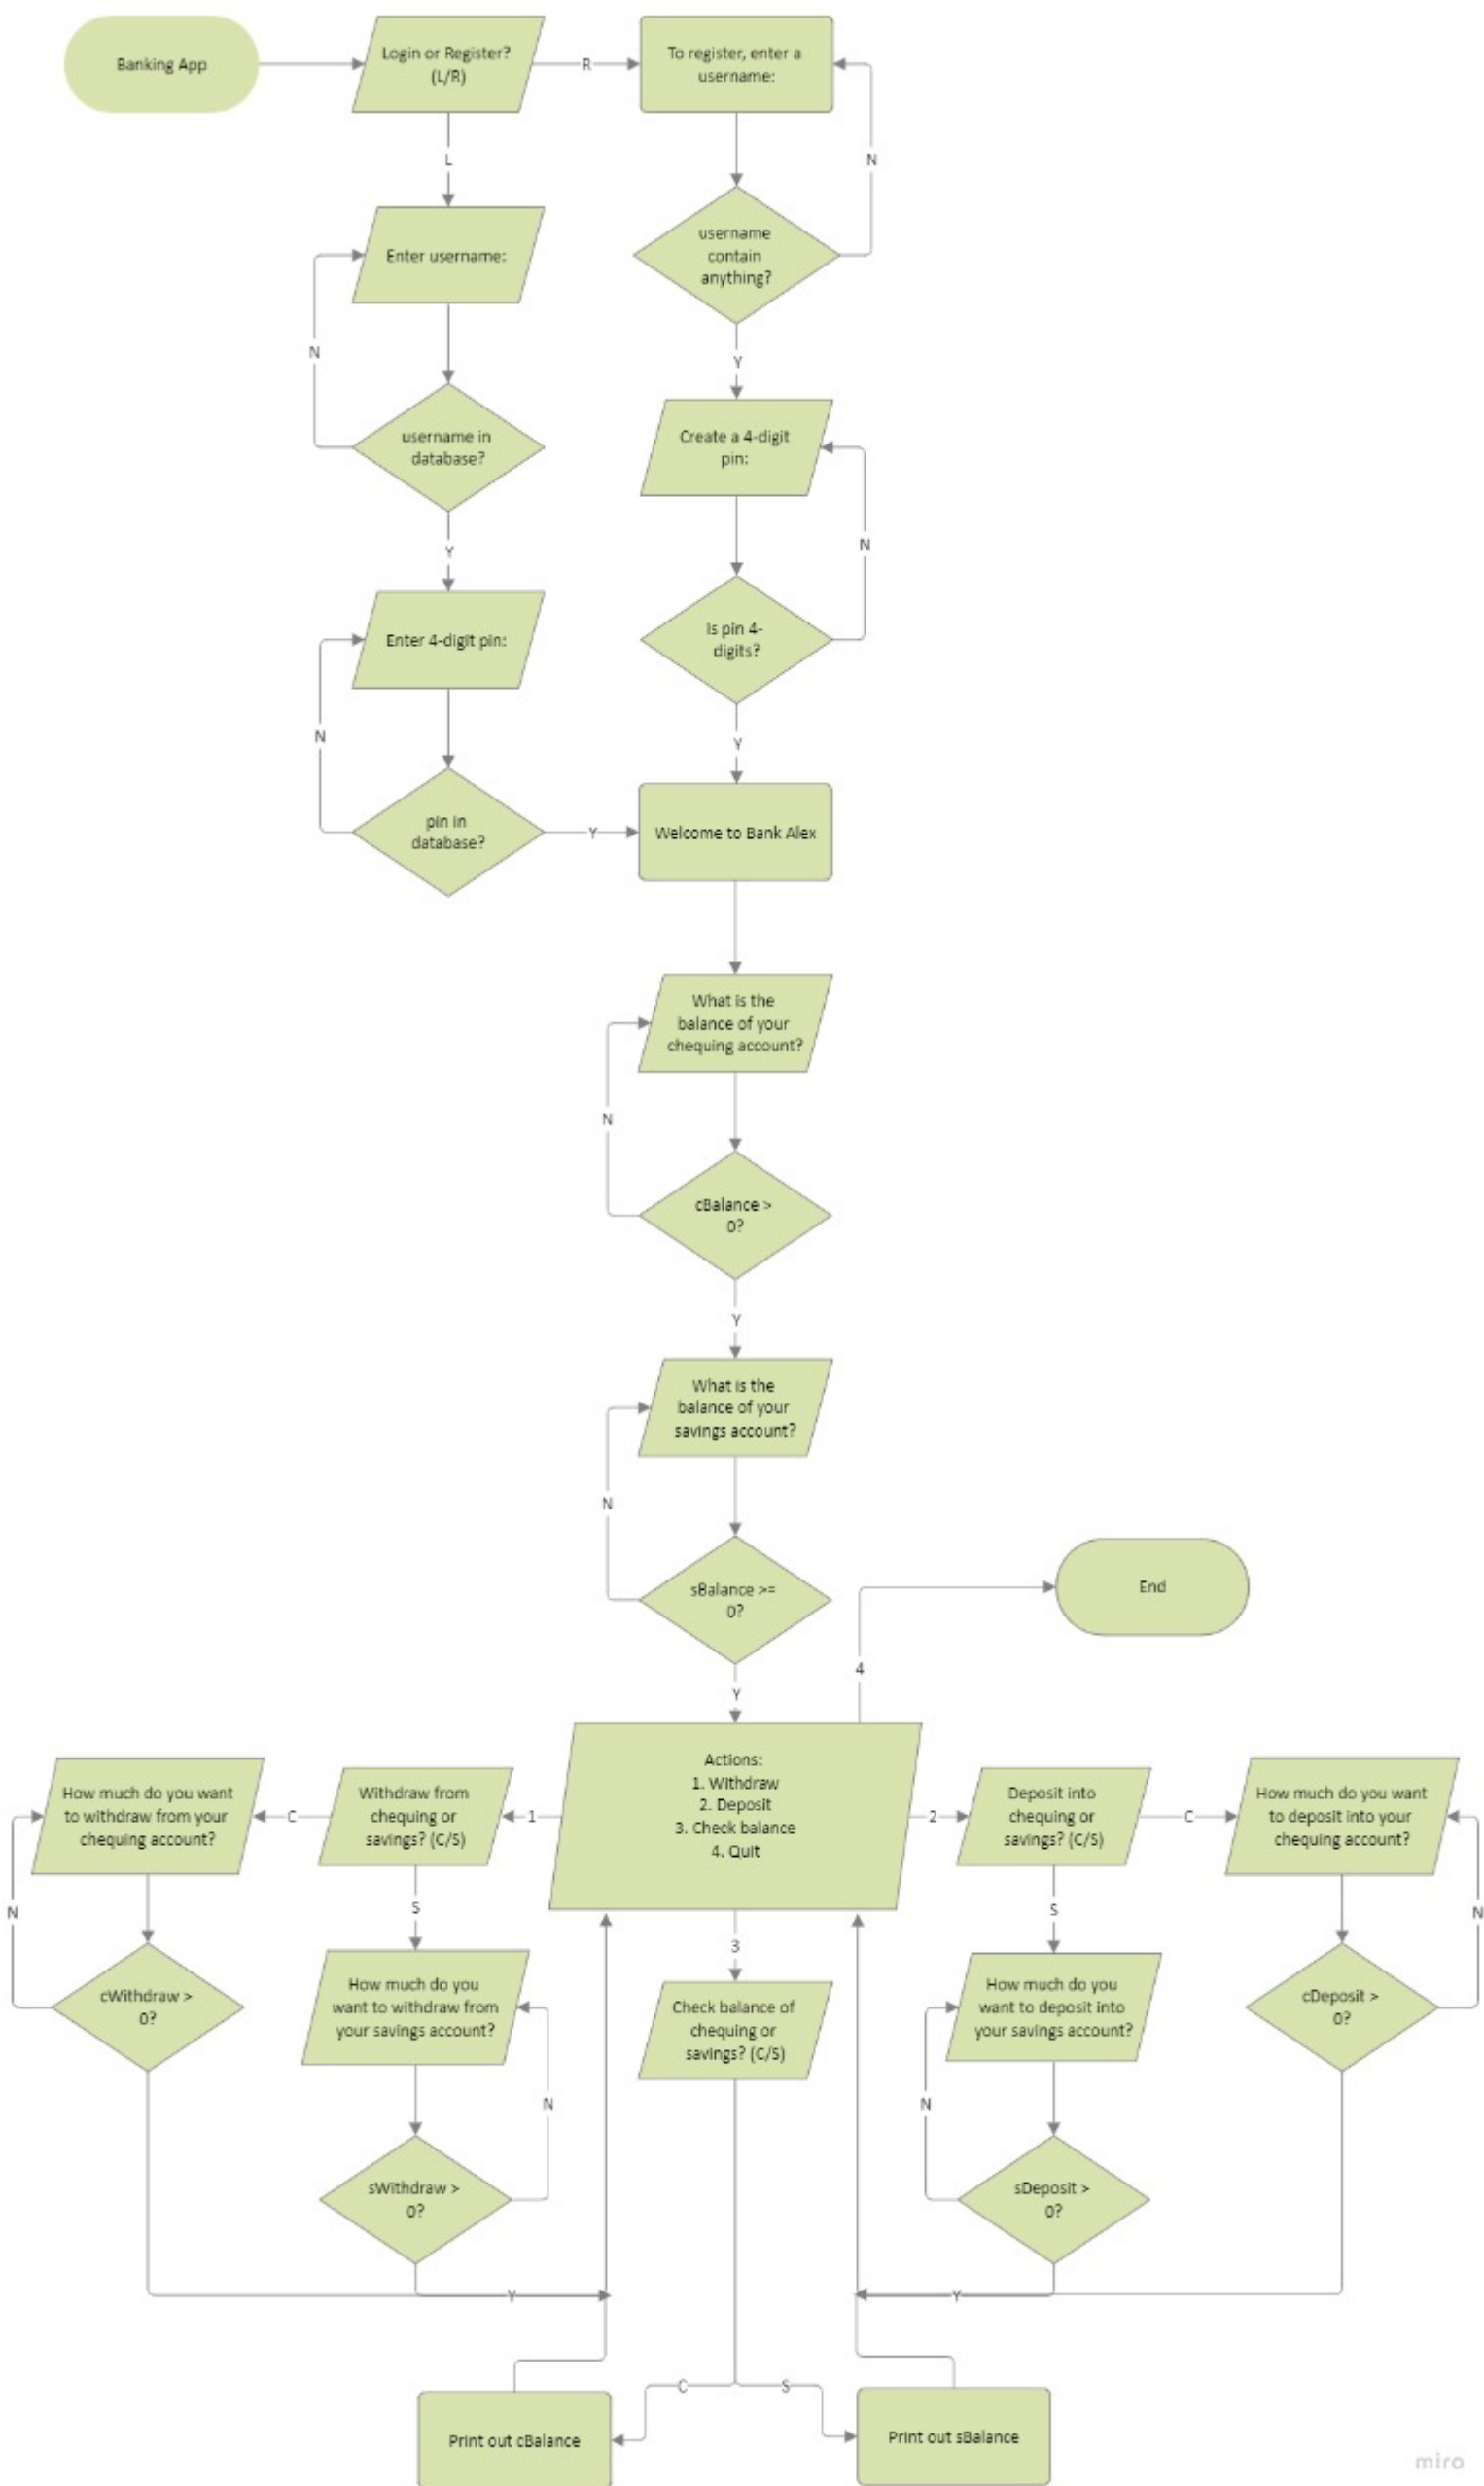 Banking App
Login or Register?
(L/R)
R
To register, enter a
username:
N
L
Enter username:
username
contain
anything?
N
Y
username in
database?
Create a 4-digit
pin:
Y
N
Enter 4-digit pin:
Is pin 4-
digits?
N
Y
pin in
database?
Y
Welcome to Bank Alex
What is the
balance of your
chequing account?
N
cBalance >
0?
Y
What is the
balance of your
savings account?
N
sBalance >=
0?
End
4
Y
Actions:
1. Withdraw
2. Deposit
3. Check balance
4. Quit
How much do you want
to withdraw from your
chequing account?
C
Withdraw from
chequing or
savings? (C/S)
1
2
Deposit into
chequing or
savings? (C/S)
C
How much do you want
to deposit into your
chequing account?
N
S
3
S
N
cWithdraw >
0?
How much do you
want to withdraw from
your savings account?
Check balance of
chequing or
savings? (C/S)
How much do you
want to deposit into
your savings account?
cDeposit >
0?
N
N
sWithdraw >
0?
sDeposit >
0?
Y
Y
C
S
Print out cBalance
Print out sBalance
miro